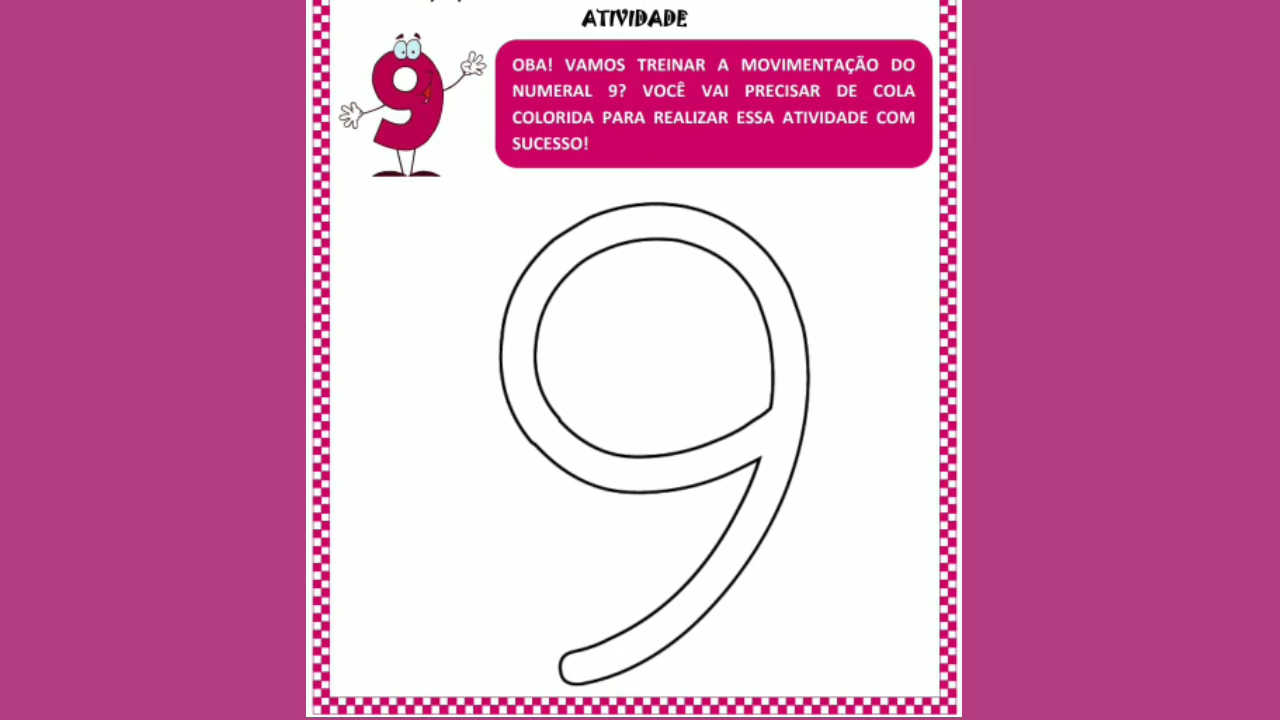 ATIVIDADE
OBA! VAMOS TREINAR A MOVIMENTAÇÃO DO
NUMERAL 9? VOCÊ VAI PRECISAR DE COLA
COLORIDA PARA REALIZAR ESSA ATIVIDADE COM
SUCESSO!
9